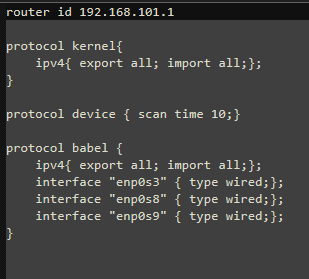 router id 192.168.101.1
protocol kernel{
    ipv4{ export all; import all;};
}
protocol device { scan time 10;}
protocol babel {
    ipv4{ export all; import all;};
    interface "enp0s3" { type wired;};
    interface "enp0s8" { type wired;};
    interface "enp0s9" { type wired;};
}